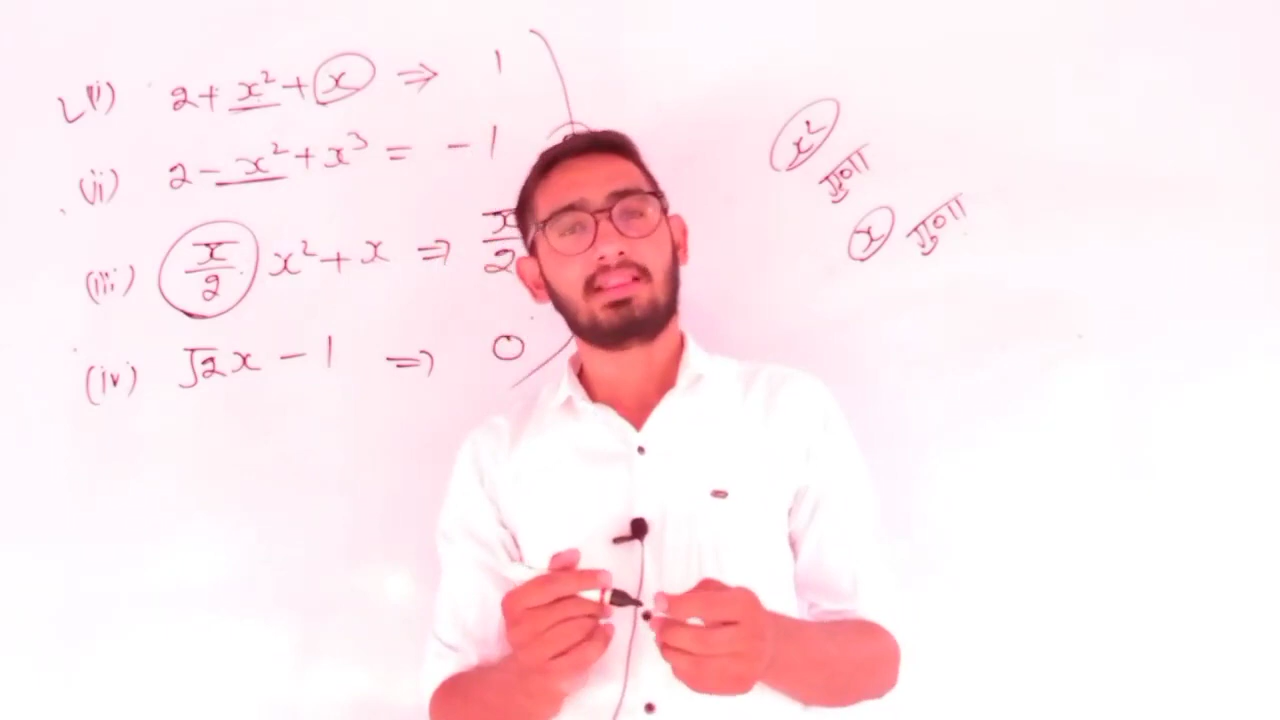 (i) 2+x²+x ⇒ 1
(ii) 2-x²+x³ = -1
(iii) π/2 x²+x ⇒ π/2
(iv) √2x - 1 ⇒ 0
x²
गुणा
x गुणा